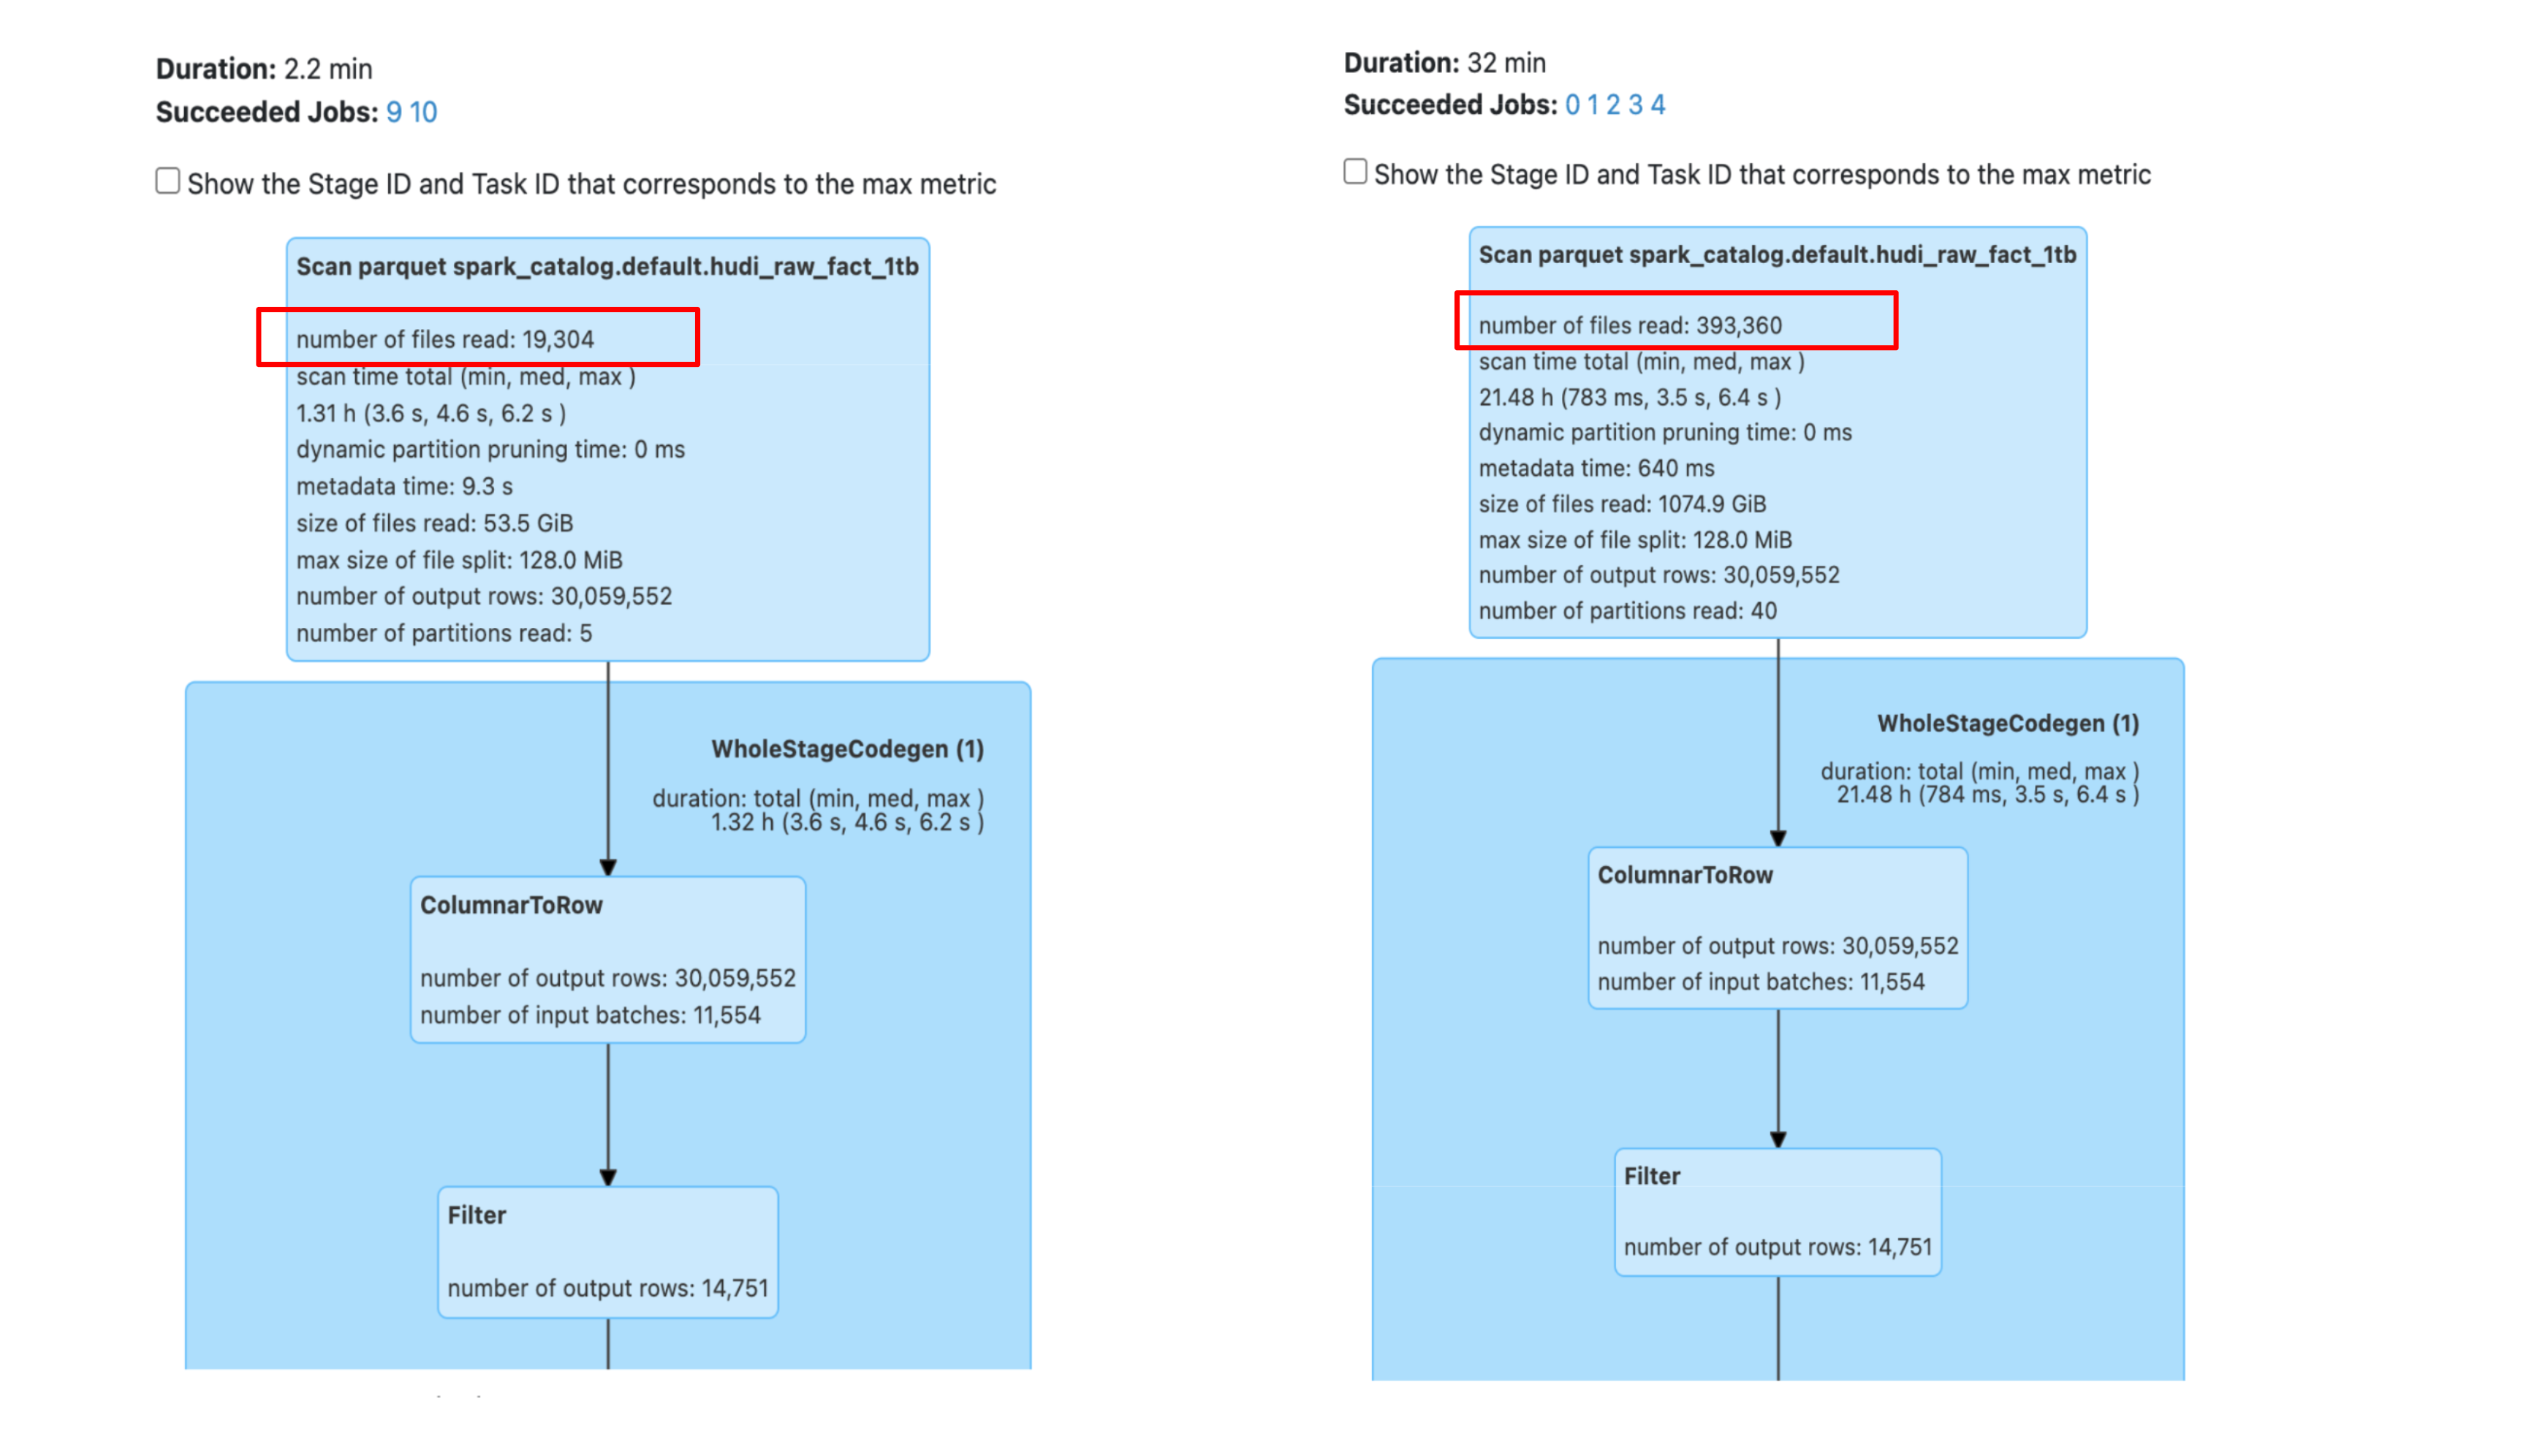 Duration: 2.2 min
Succeeded Jobs: 9 10
Show the Stage ID and Task ID that corresponds to the max metric
Scan parquet spark_catalog.default.hudi_raw_fact_1tb
number of files read: 19,304
scan time total (min, med, max )
1.31 h (3.6 s, 4.6 s, 6.2 s )
dynamic partition pruning time: 0 ms
metadata time: 9.3 s
size of files read: 53.5 GiB
max size of file split: 128.0 MiB
number of output rows: 30,059,552
number of partitions read: 5
WholeStageCodegen (1)
duration: total (min, med, max )
1.32 h (3.6 s, 4.6 s, 6.2 s )
ColumnarToRow
number of output rows: 30,059,552
number of input batches: 11,554
Filter
number of output rows: 14,751
Duration: 32 min
Succeeded Jobs: 0 1 2 3 4
Show the Stage ID and Task ID that corresponds to the max metric
Scan parquet spark_catalog.default.hudi_raw_fact_1tb
number of files read: 393,360
scan time total (min, med, max )
21.48 h (783 ms, 3.5 s, 6.4 s )
dynamic partition pruning time: 0 ms
metadata time: 640 ms
size of files read: 1074.9 GiB
max size of file split: 128.0 MiB
number of output rows: 30,059,552
number of partitions read: 40
WholeStageCodegen (1)
duration: total (min, med, max )
21.48 h (784 ms, 3.5 s, 6.4 s )
ColumnarToRow
number of output rows: 30,059,552
number of input batches: 11,554
Filter
number of output rows: 14,751